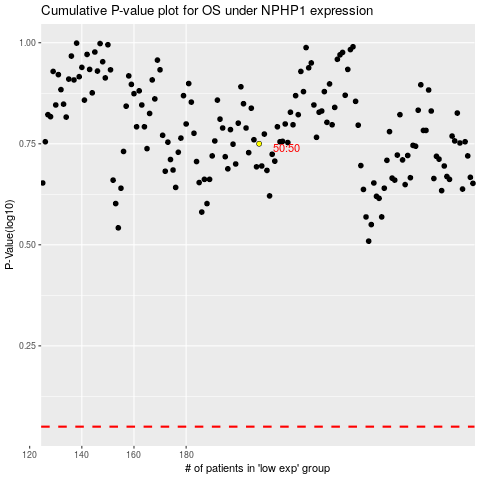 Cumulative P-value plot for OS under NPHP1 expression
1.00
0.75
0.50
0.25
P-Value(log10)
50:50
120 140 160 180
# of patients in 'low exp' group